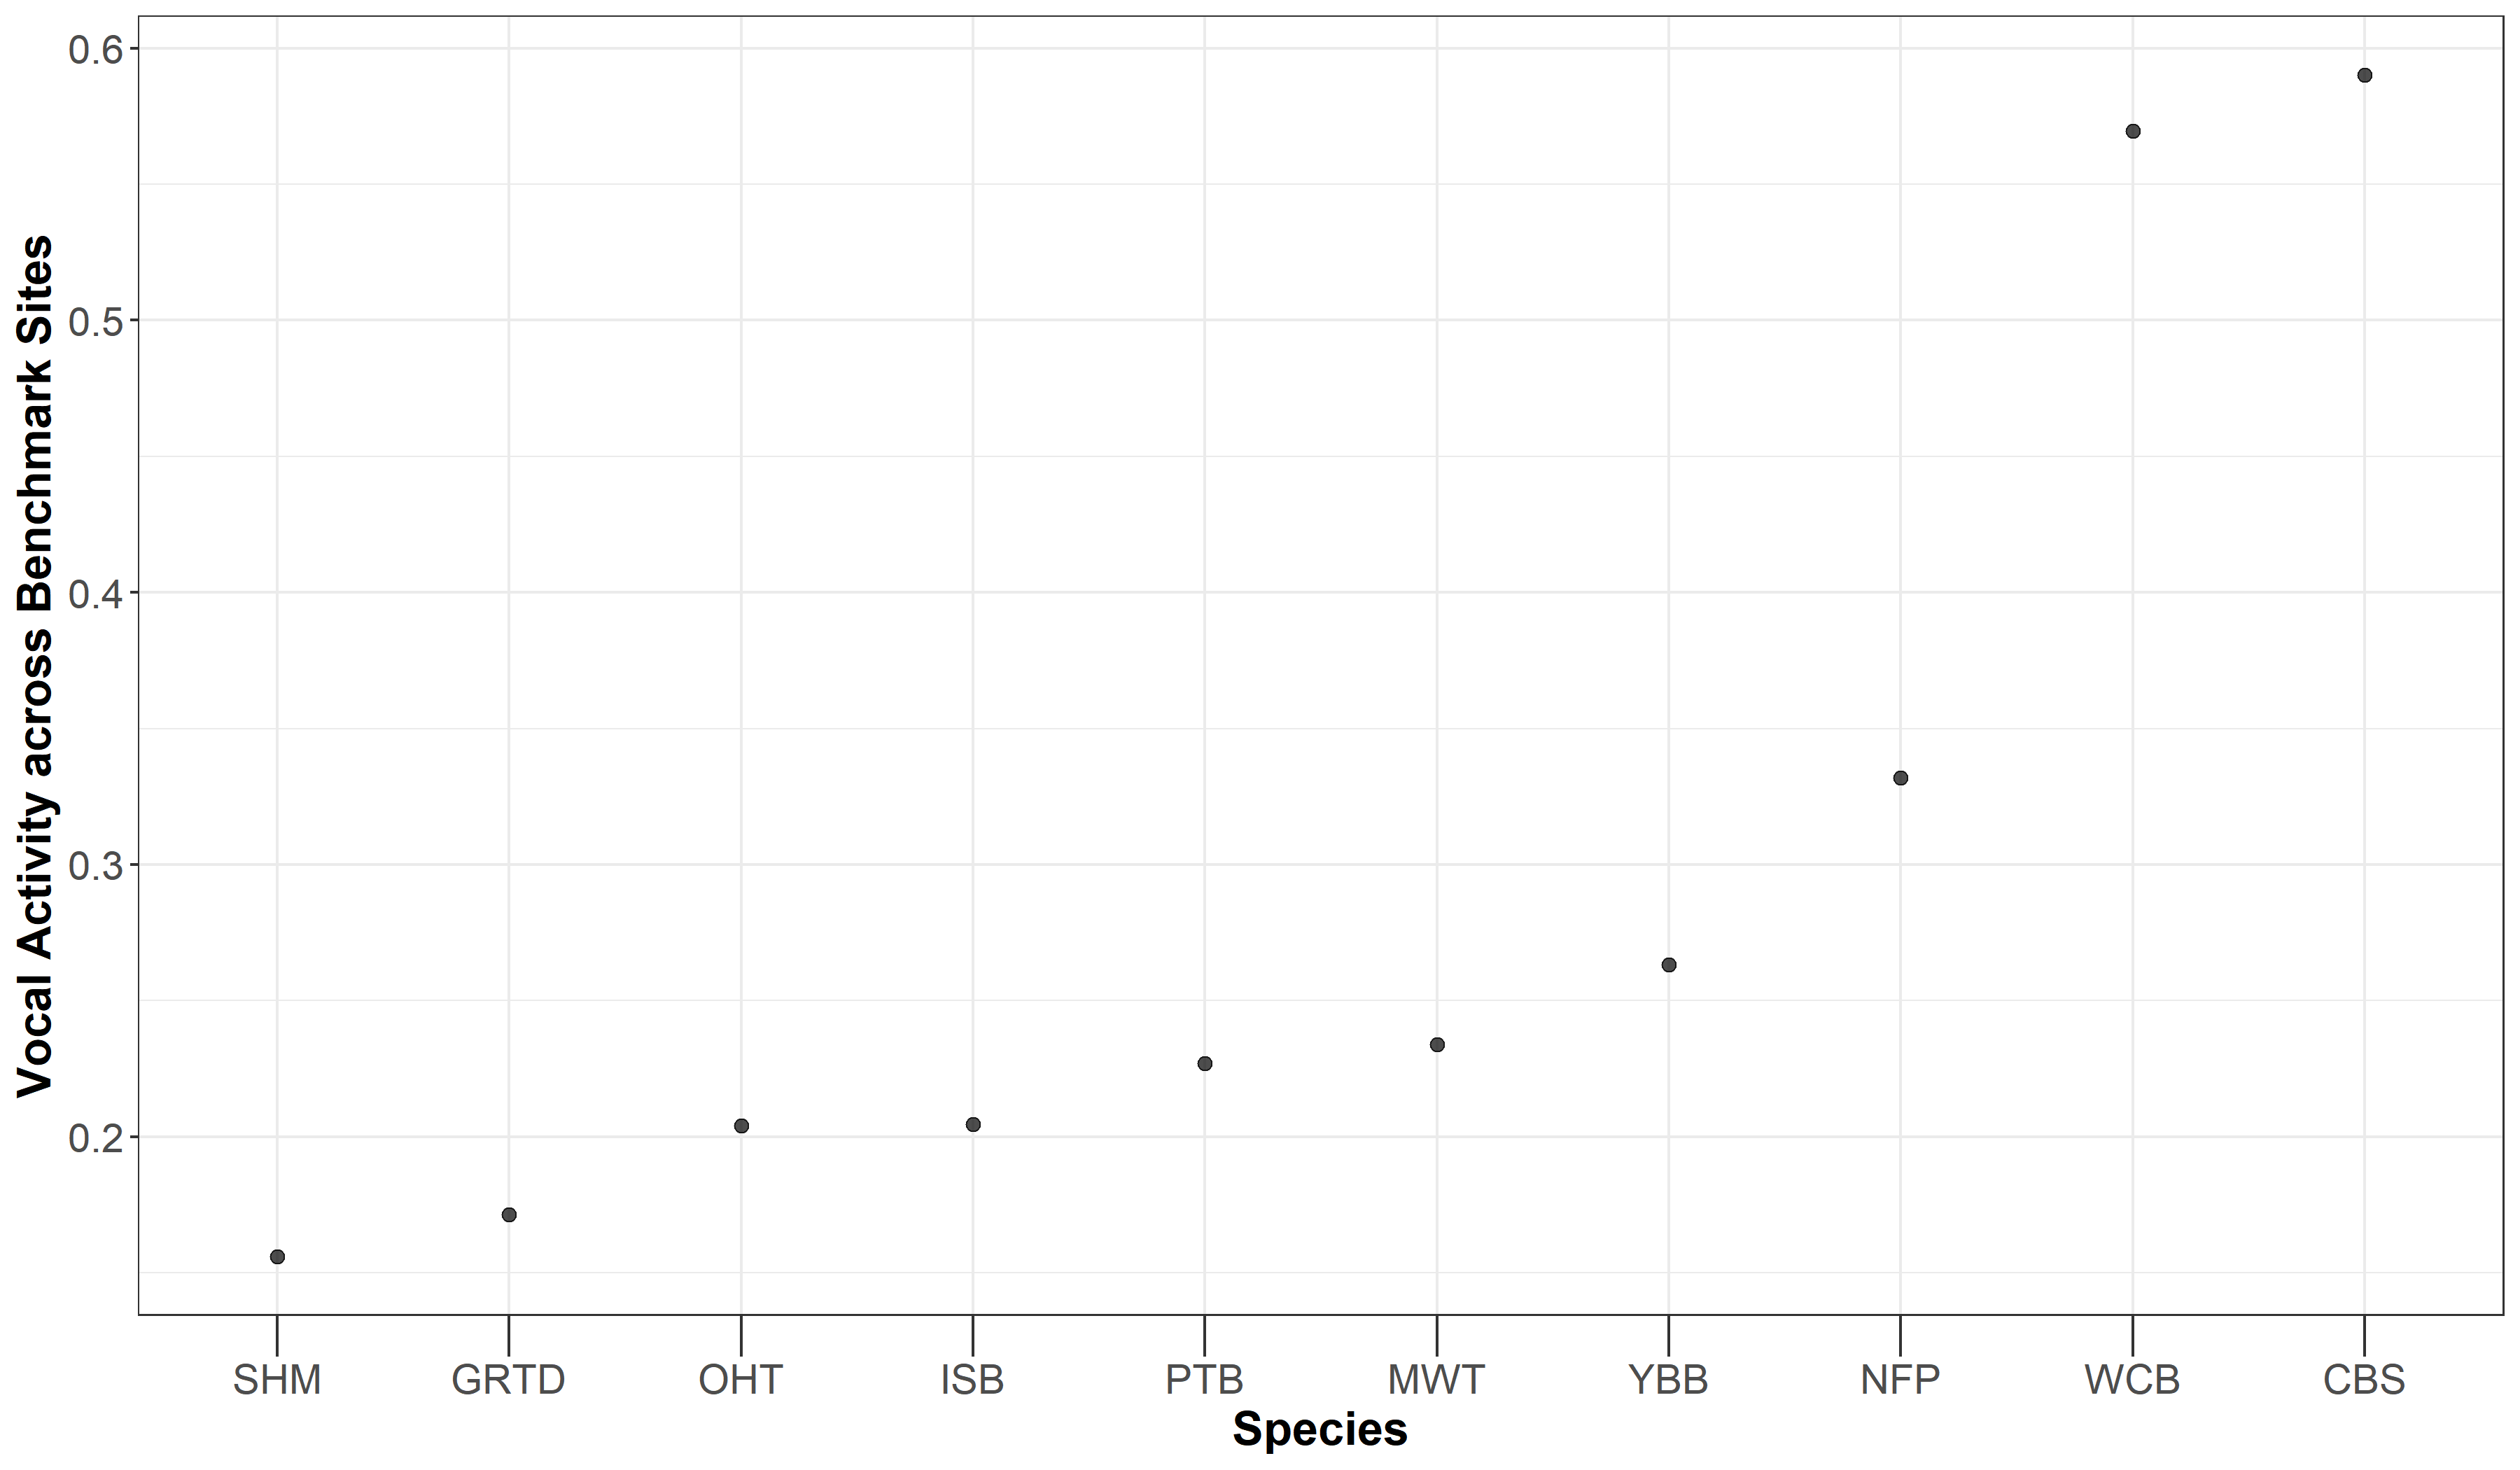 Vocal Activity across Benchmark Sites
0.6
0.5
0.4
0.3
0.2
SHM GRTD OHT ISB PTB MWT YBB NFP WCB CBS
Species